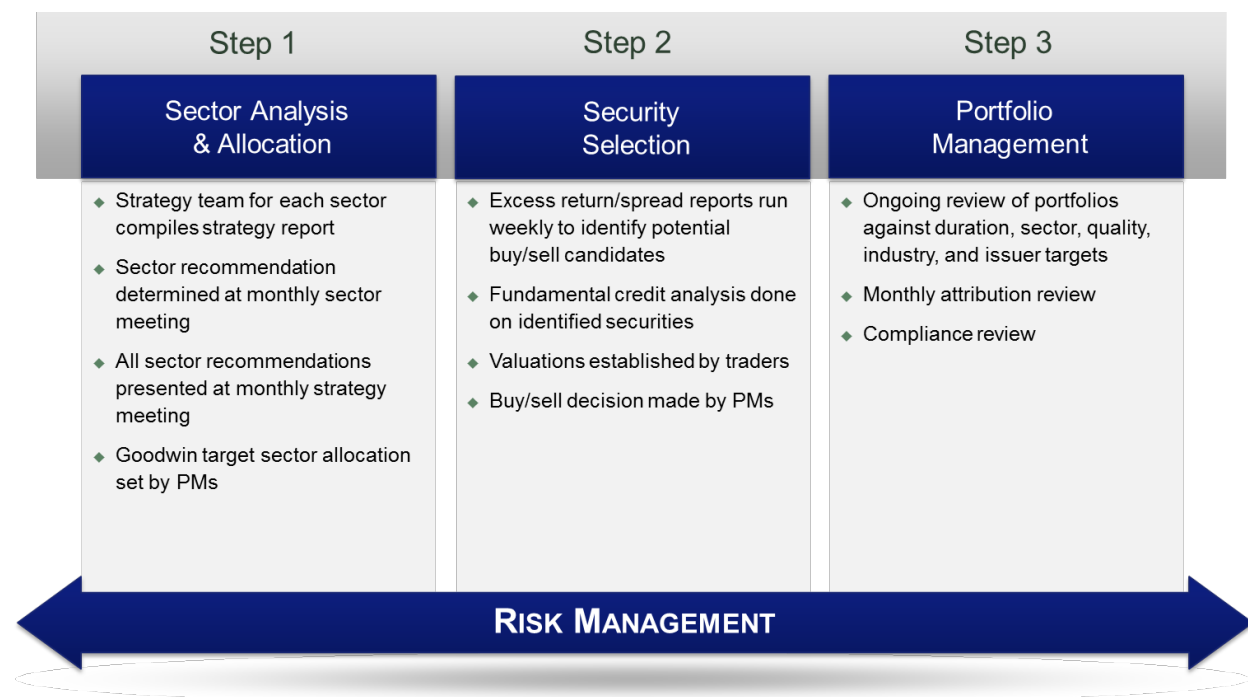 Step 1
Sector Analysis
& Allocation
◆ Strategy team for each sector
compiles strategy report
◆ Sector recommendation
determined at monthly sector
meeting
◆ All sector recommendations
presented at monthly strategy
meeting
◆ Goodwin target sector allocation
set by PMs
Step 2
Security
Selection
◆ Excess return/spread reports run
weekly to identify potential
buy/sell candidates
◆ Fundamental credit analysis done
on identified securities
◆ Valuations established by traders
◆ Buy/sell decision made by PMs
Step 3
Portfolio
Management
◆ Ongoing review of portfolios
against duration, sector, quality,
industry, and issuer targets
◆ Monthly attribution review
◆ Compliance review
RISK MANAGEMENT